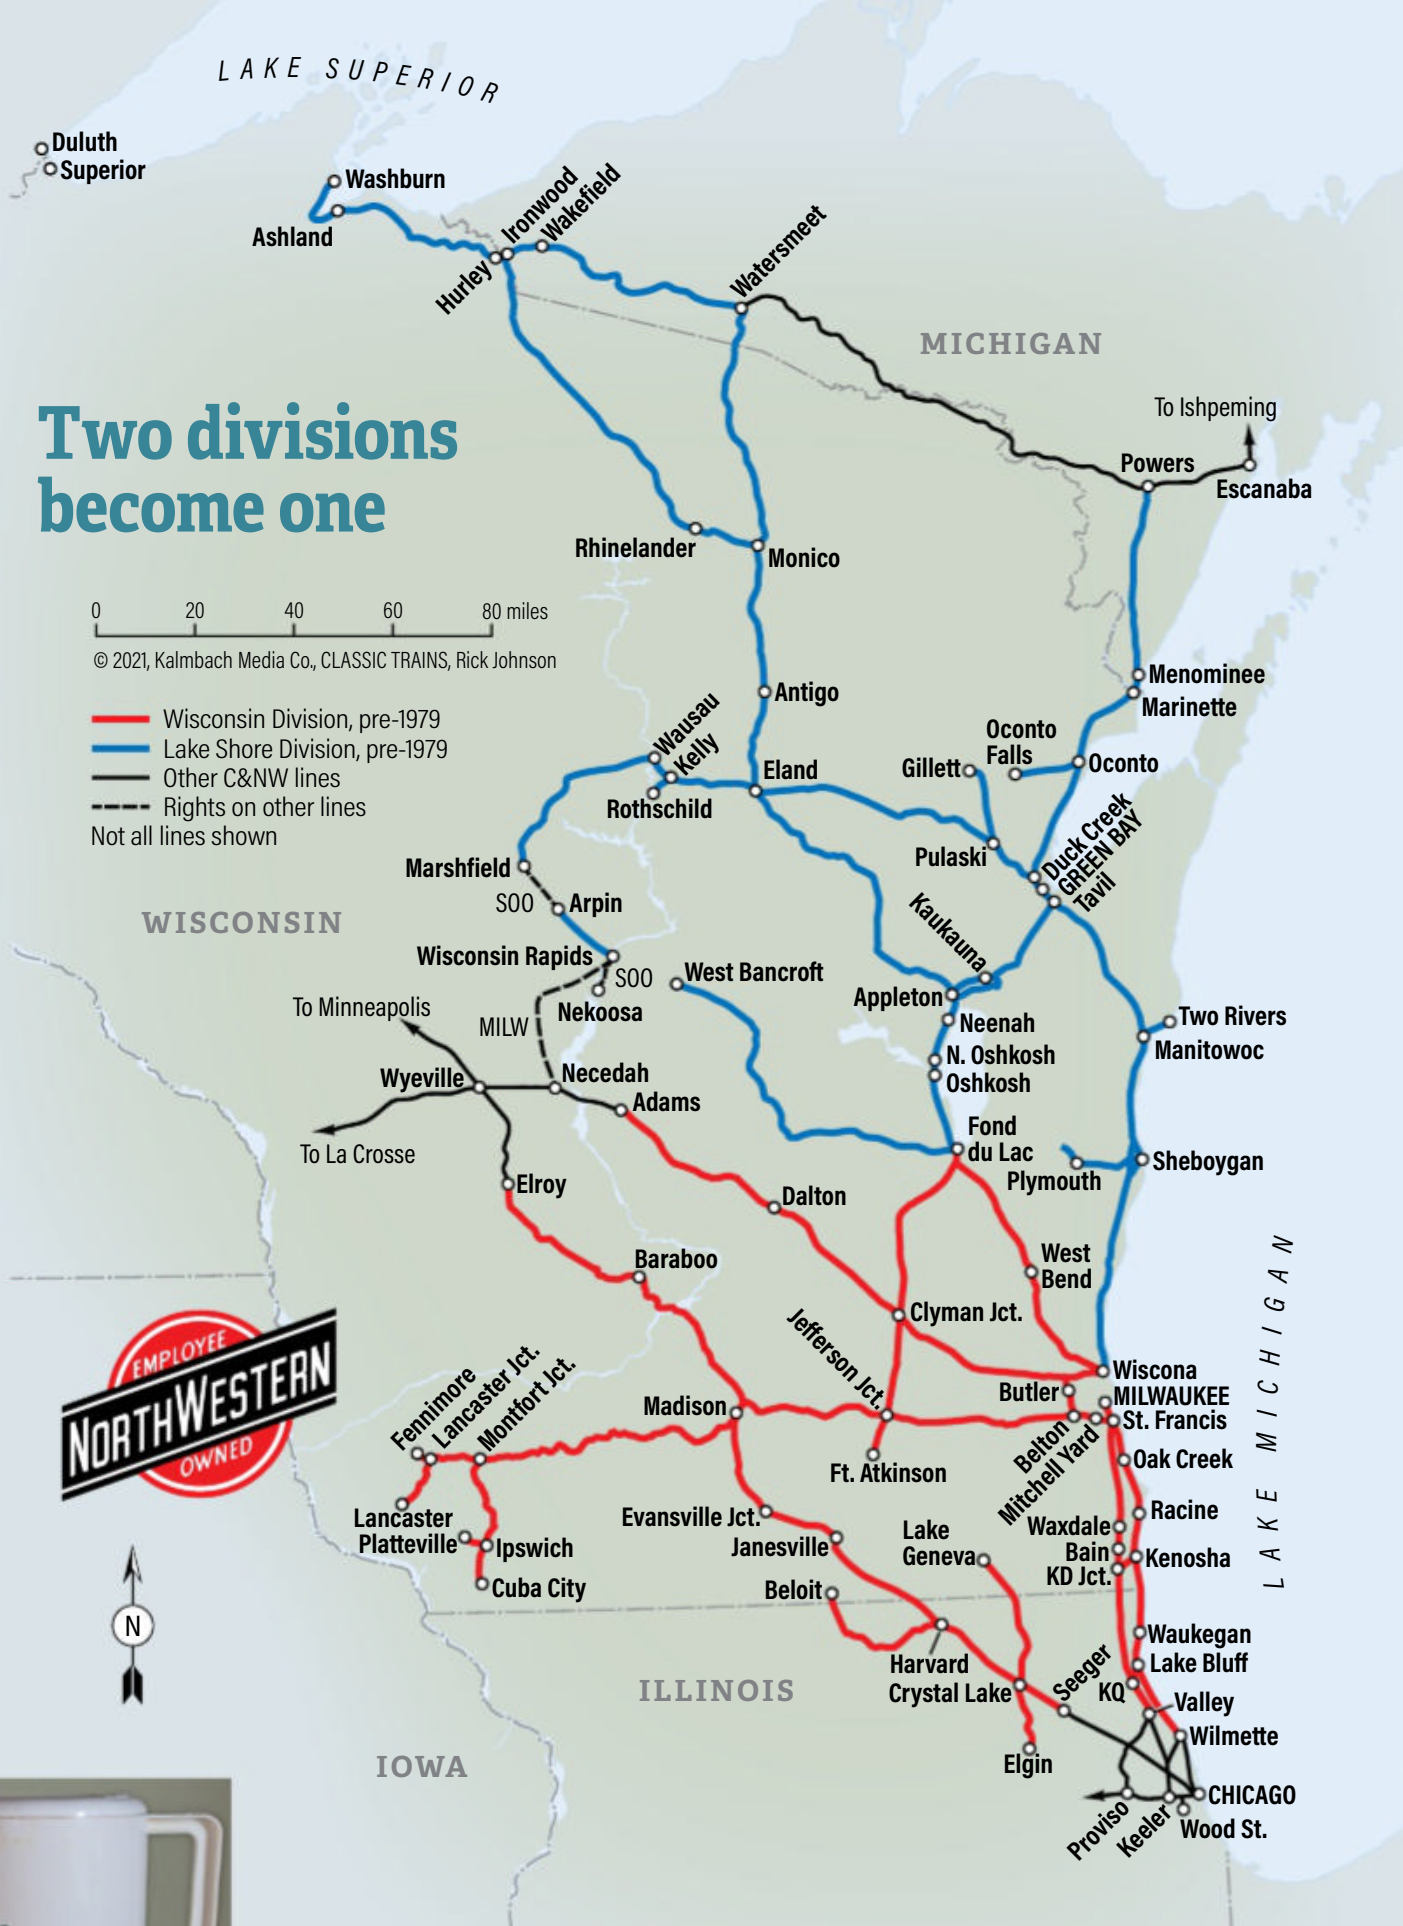 LAKE SUPERIOR
Duluth
Superior
Washburn
Ashland
Hurley
Ironwood
Wakefield
Watersmeet
MICHIGAN
To Ishpeming
Powers
Escanaba
Two divisions
become one
Rhinelander
Monico
0 20 40 60 80 miles
© 2021, Kalmbach Media Co., CLASSIC TRAINS, Rick Johnson
Wisconsin Division, pre-1979
Lake Shore Division, pre-1979
Other C&NW lines
Rights on other lines
Not all lines shown
Antigo
Menominee
Marinette
Wausau
Kelly
Rothschild
Eland
Gillett
Oconto
Falls
Oconto
Pulaski
Duck Creek
GREEN BAY
Tavil
Marshfield
SOO
Arpin
WISCONSIN
Wisconsin Rapids
SOO
Nekoosa
West Bancroft
Kaukauna
Appleton
Neenah
N. Oshkosh
Oshkosh
Two Rivers
Manitowoc
To Minneapolis
MILW
Wyeville
Necedah
Adams
To La Crosse
Fond
du Lac
Plymouth
Sheboygan
Elroy
Dalton
Baraboo
West
Bend
Clyman Jct.
Jefferson Jct.
LAKE MICHIGAN
EMPLOYEE
NORTHWESTERN
OWNED
Fennimore
Lancaster Jct.
Montfort Jct.
Madison
Wiscona
Butler
MILWAUKEE
St. Francis
Belton
Mitchell Yard
Oak Creek
Ft. Atkinson
Lancaster
Platteville
Ipswich
Cuba City
Evansville Jct.
Janesville
Beloit
Lake
Geneva
Racine
Waxdale
Bain
KD Jct.
Kenosha
N
Waukegan
Lake Bluff
Harvard
Crystal Lake
Seeger
KQ
Valley
Wilmette
ILLINOIS
IOWA
Elgin
CHICAGO
Proviso
Keeler
Wood St.